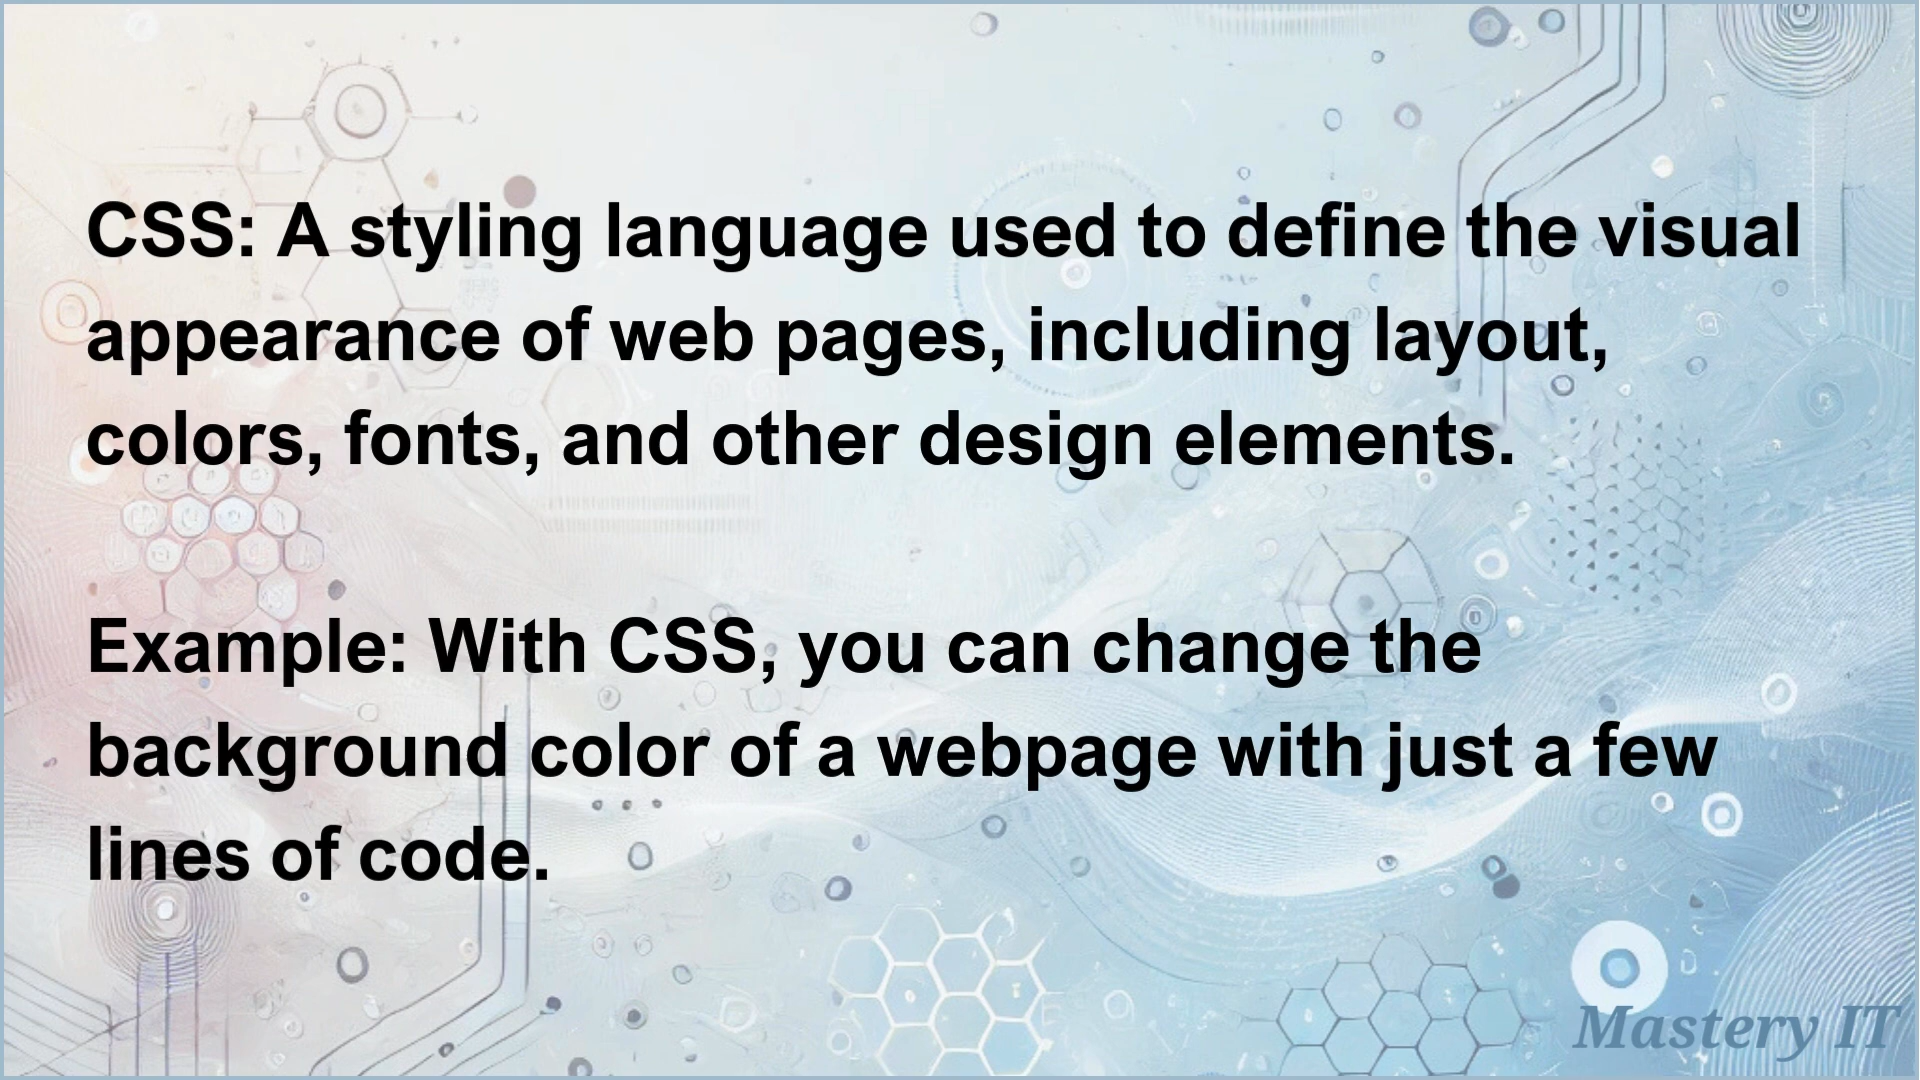 CSS: A styling language used to define the visual
appearance of web pages, including layout,
colors, fonts, and other design elements.
Example: With CSS, you can change the
background color of a webpage with just a few
lines of code.
Mastery IT